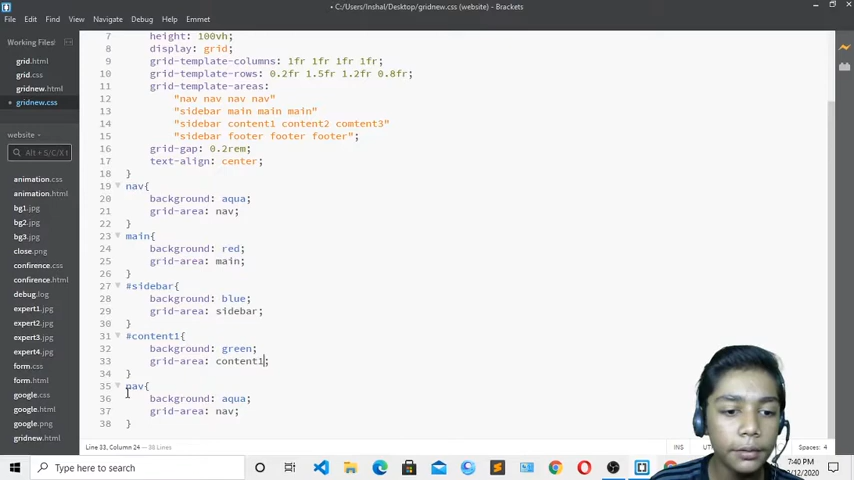 C:/Users/Inshal/Desktop/gridnew.css (website) - Brackets
File Edit Find View Navigate Debug Help Emmet
Working Files
grid.html
grid.css
gridnew.html
gridnew.css
website
Alt + S/C/X t
animation.css
animation.html
bg1.jpg
bg2.jpg
bg3.jpg
close.png
confirence.css
confirence.html
debug.log
expert1.jpg
expert2.jpg
expert3.jpg
expert4.jpg
form.css
form.html
google.css
google.html
google.png
gridnew.html
7 height: 100vh;
8 display: grid;
9 grid-template-columns: 1fr 1fr 1fr 1fr;
10 grid-template-rows: 0.2fr 1.5fr 1.2fr 0.8fr;
11 grid-template-areas:
12 "nav nav nav nav"
13 "sidebar main main main"
14 "sidebar content1 content2 comtent3"
15 "sidebar footer footer footer";
16 grid-gap: 0.2rem;
17 text-align: center;
18 }
19 nav{
20 background: aqua;
21 grid-area: nav;
22 }
23 main{
24 background: red;
25 grid-area: main;
26 }
27 #sidebar{
28 background: blue;
29 grid-area: sidebar;
30 }
31 #content1{
32 background: green;
33 grid-area: content1;
34 }
35 nav{
36 background: aqua;
37 grid-area: nav;
38 }
Line 33, Column 24 — 38 Lines
INS
Spaces: 4
Type here to search
7:40 PM